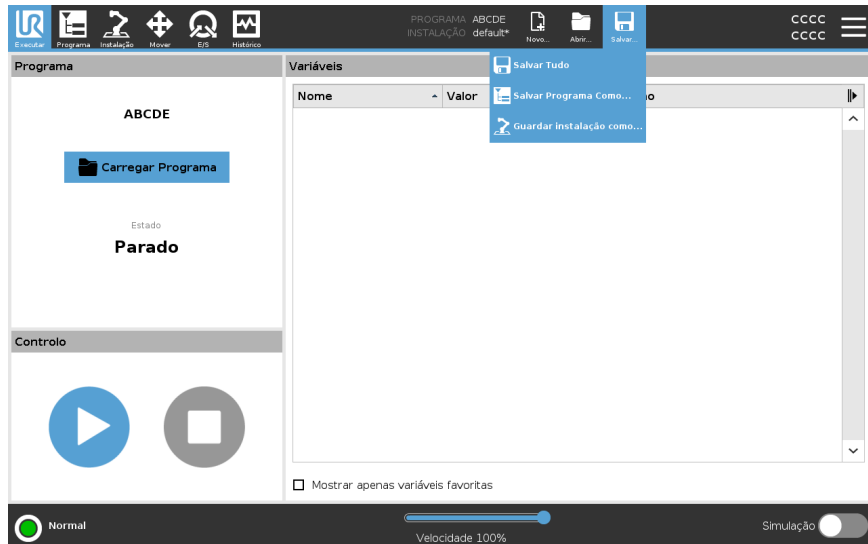 UR
Executar
Programa
Instalação
Mover
E/S
Histórico
PROGRAMA ABCDE
INSTALAÇÃO default*
Novo...
Abrir...
Salvar...
CCCC
CCCC
Programa
Variáveis
Salvar Tudo
Salvar Programa Como...
Guardar instalação como...
Nome
Valor
ABCDE
Carregar Programa
Estado
Parado
Controlo
Mostrar apenas variáveis favoritas
Normal
Velocidade 100%
Simulação